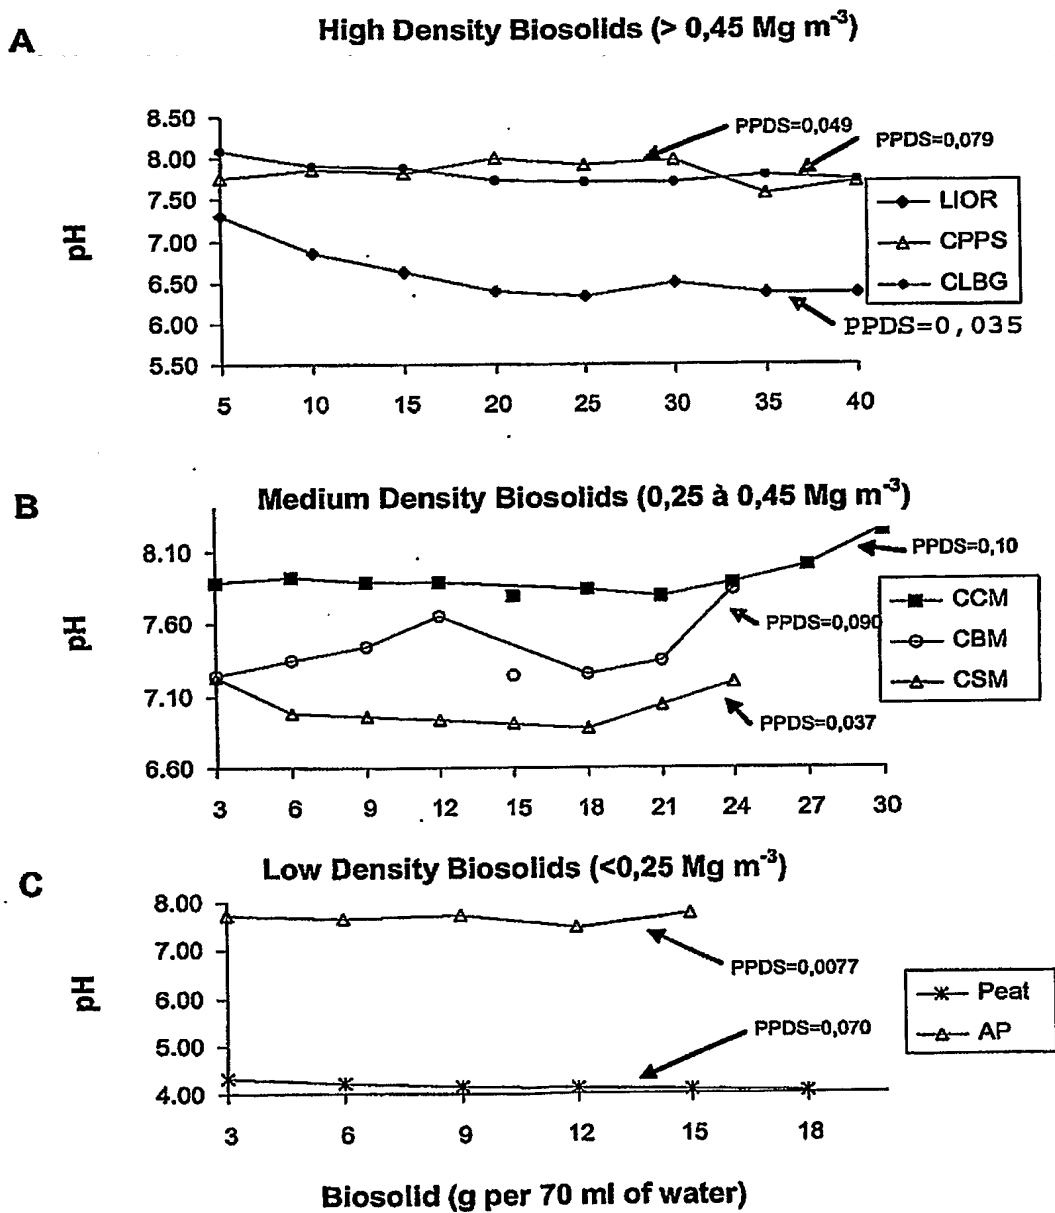 A
High Density Biosolids (> 0,45 Mg m-3)
8.50
8.00
7.50
7.00
6.50
6.00
5.50
pH
PPDS=0,049
PPDS=0,079
LIOR
CPPS
CLBG
PPDS=0,035
5 10 15 20 25 30 35 40
B
Medium Density Biosolids (0,25 à 0,45 Mg m-3)
8.10
7.60
7.10
6.60
pH
PPDS=0,10
CCM
CBM
CSM
PPDS=0,090
PPDS=0,037
3 6 9 12 15 18 21 24 27 30
C
Low Density Biosolids (<0,25 Mg m-3)
8.00
7.00
6.00
5.00
4.00
pH
PPDS=0,0077
Peat
AP
PPDS=0,070
3 6 9 12 15 18
Biosolid (g per 70 ml of water)